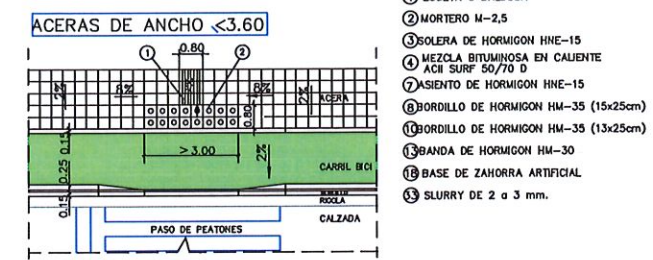 ACERAS DE ANCHO ≤3.60
① ②
0.80
2%
8%
8%
2%
ACERA
0.80
0.15
> 3.00
2%
0.25
CARRIL BICI
0.15
RIGOLA
CALZADA
PASO DE PEATONES
② MORTERO M-2,5
③ SOLERA DE HORMIGON HNE-15
④ MEZCLA BITUMINOSA EN CALIENTE
ACII SURF 50/70 D
⑦ ASIENTO DE HORMIGON HNE-15
⑧ BORDILLO DE HORMIGON HM-35 (15x25cm)
⑩ BORDILLO DE HORMIGON HM-35 (13x25cm)
⑬ BANDA DE HORMIGON HM-30
⑱ BASE DE ZAHORRA ARTIFICIAL
㉝ SLURRY DE 2 a 3 mm.